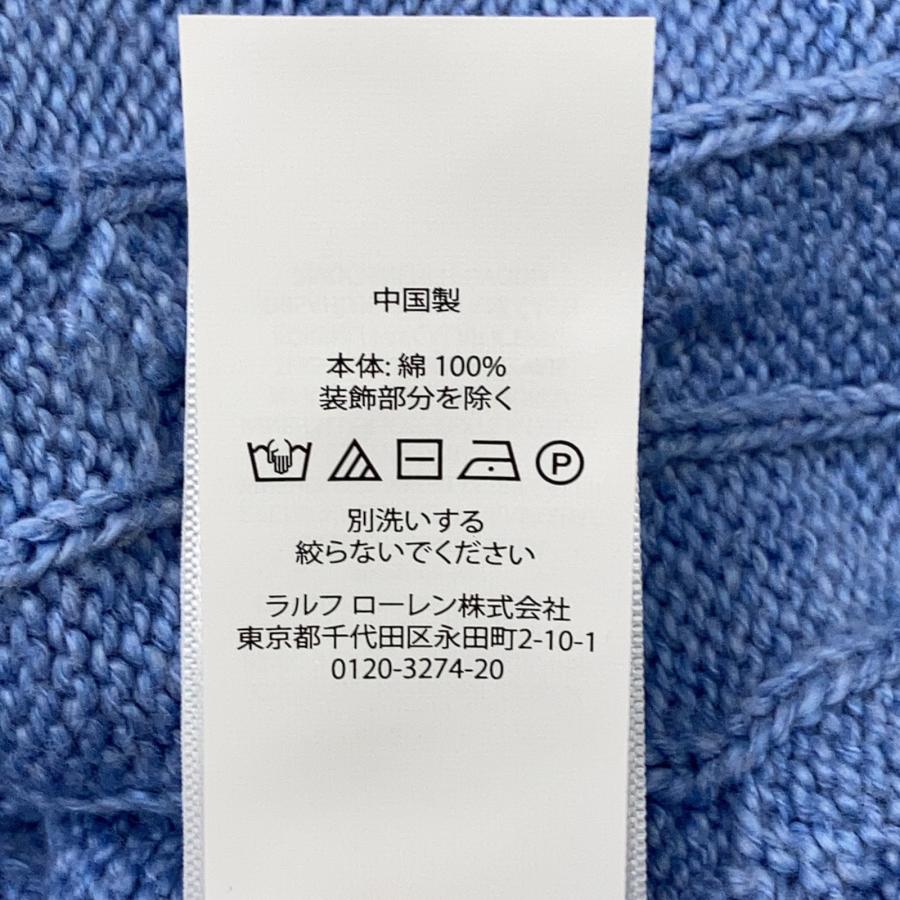 中国製
本体: 綿 100%
装飾部分を除く
P
別洗いする
絞らないでください
ラルフ ローレン株式会社
東京都千代田区永田町2-10-1
0120-3274-20